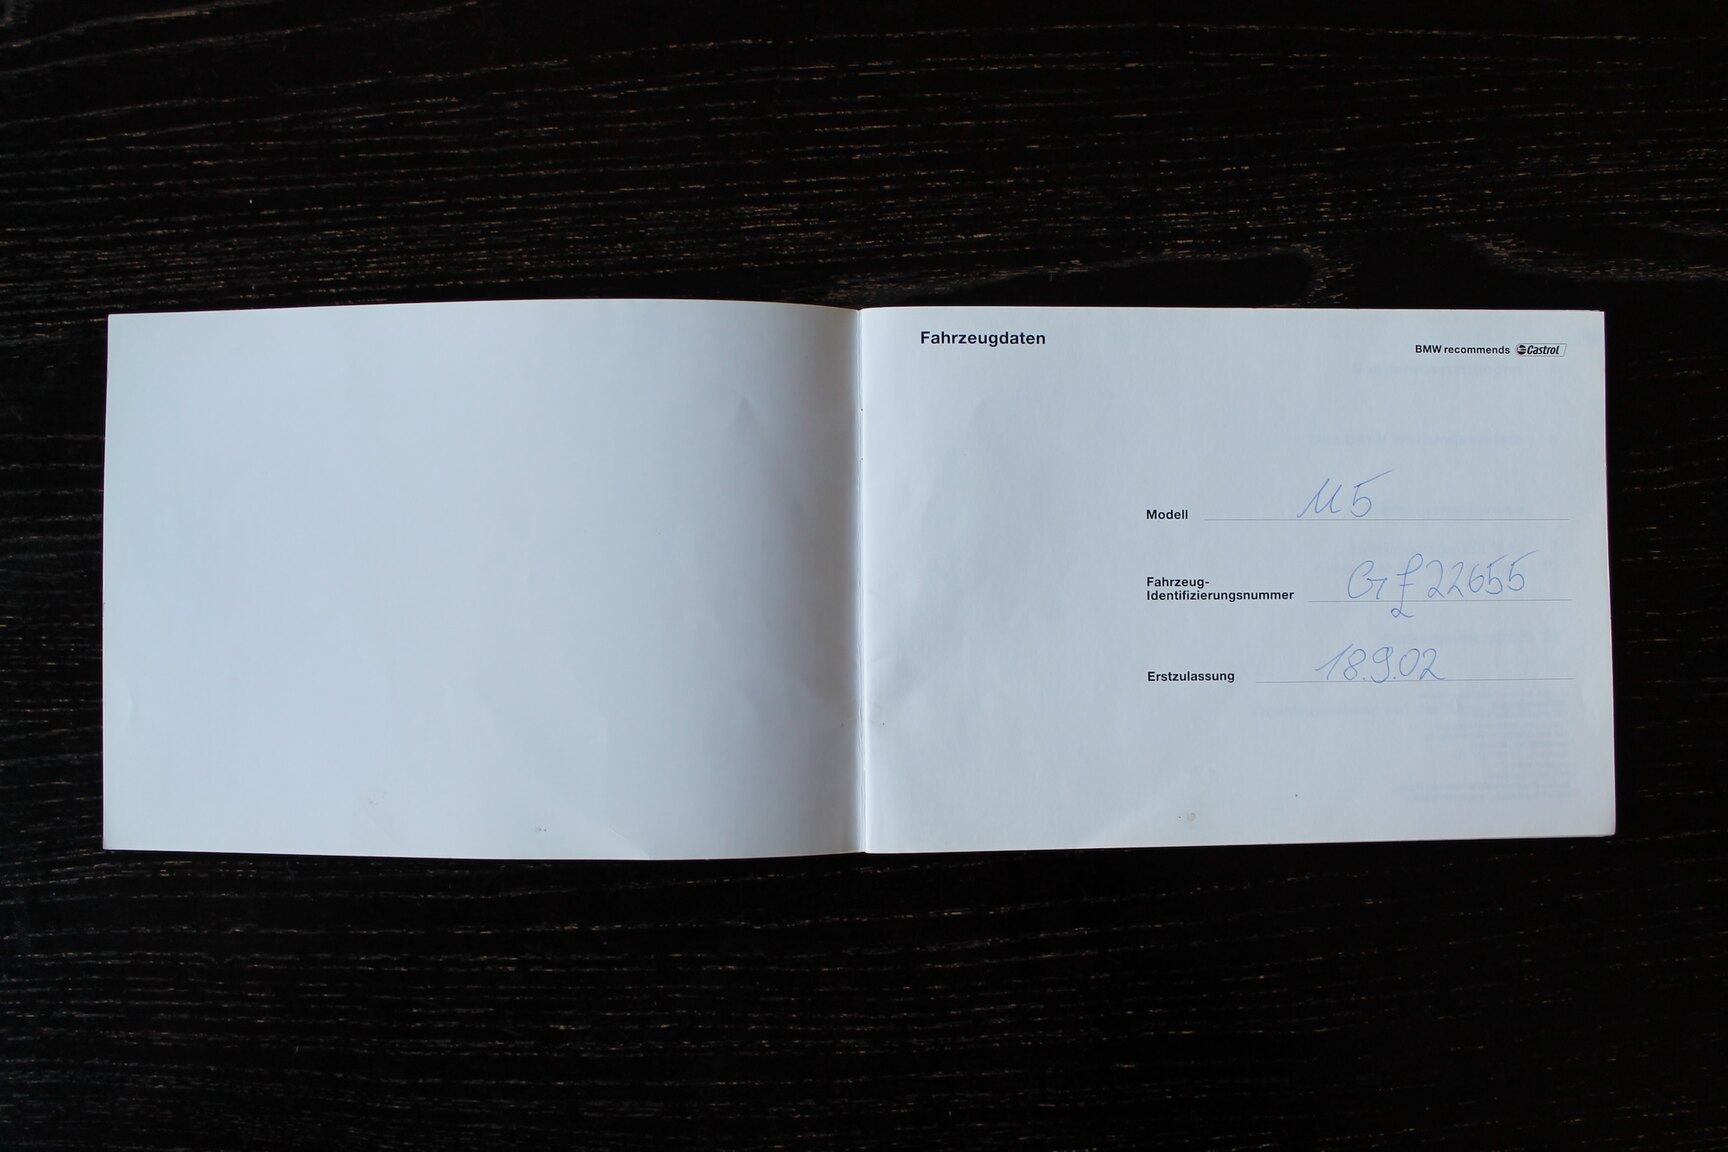 Fahrzeugdaten
BMW recommends Castrol
Modell M5
Fahrzeug-
Identifizierungsnummer GF22655
Erstzulassung 18.9.02